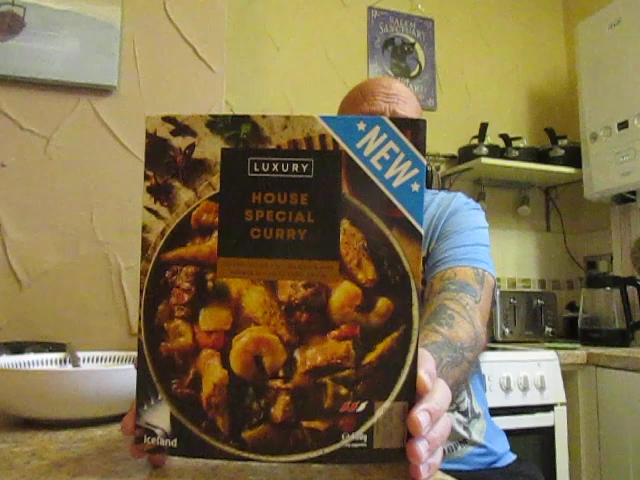 SALEM
SANCTUARY
NEW
LUXURY
HOUSE
SPECIAL
CURRY
Iceland